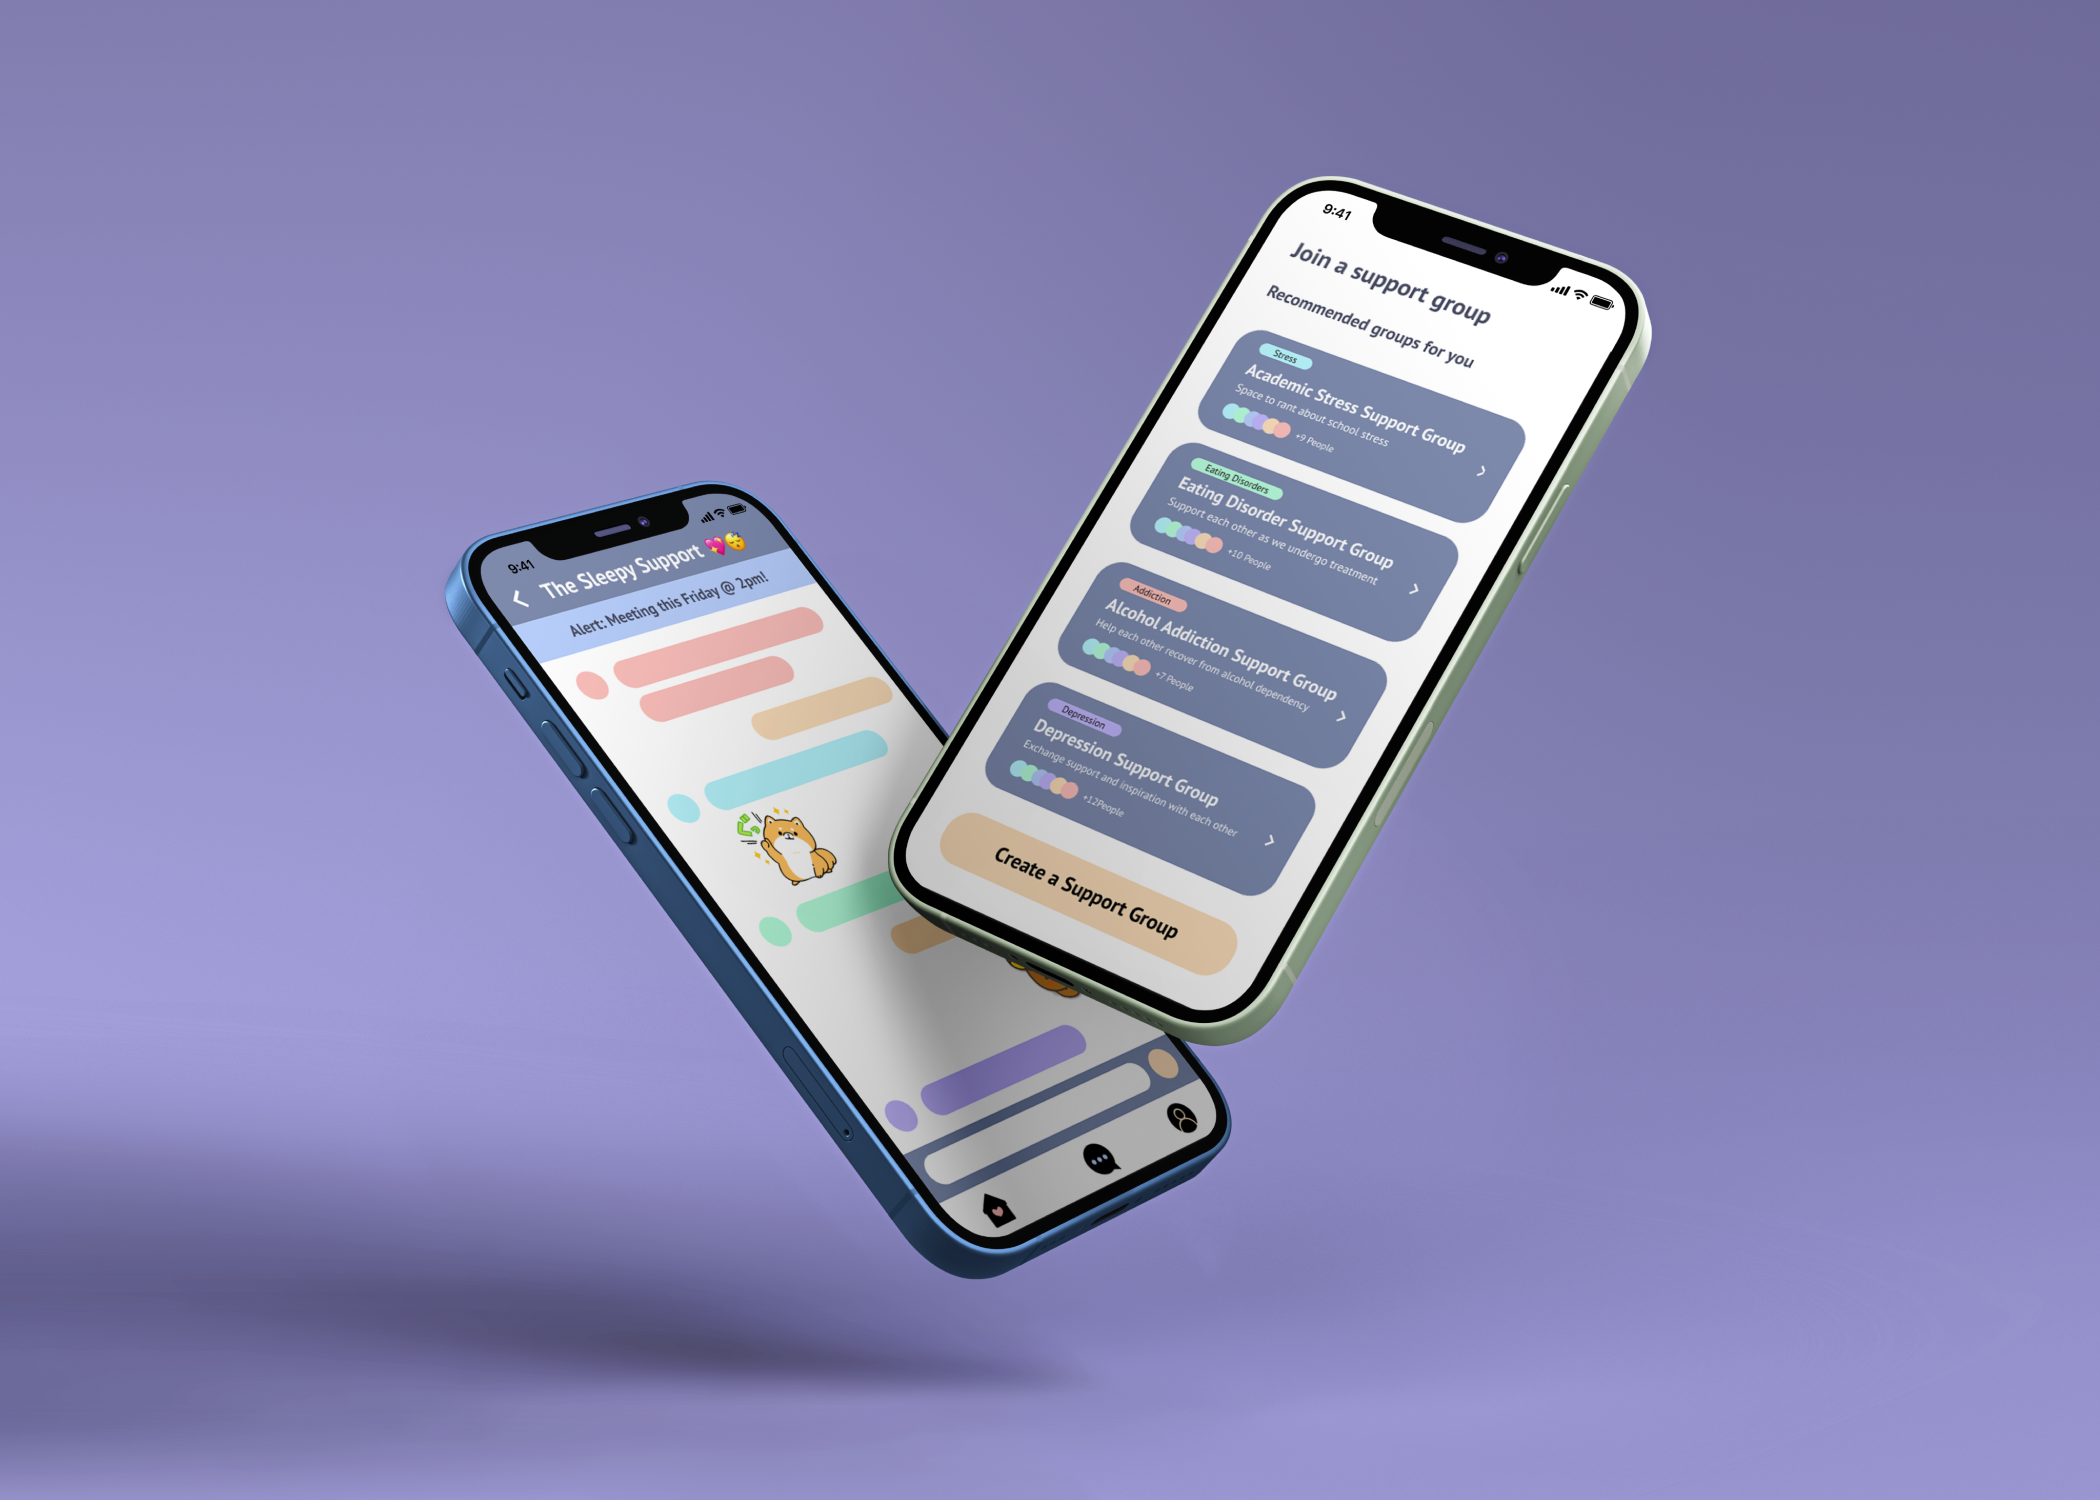 9:41
The Sleepy Support 💖😴
Alert: Meeting this Friday @ 2pm!
9:41
Join a support group
Recommended groups for you
Stress
Academic Stress Support Group
Space to rant about school stress
+9 People
Eating Disorders
Eating Disorder Support Group
Support each other as we undergo treatment
+10 People
Addiction
Alcohol Addiction Support Group
Help each other recover from alcohol dependency
+7 People
Depression
Depression Support Group
Exchange support and inspiration with each other
+12People
Create a Support Group